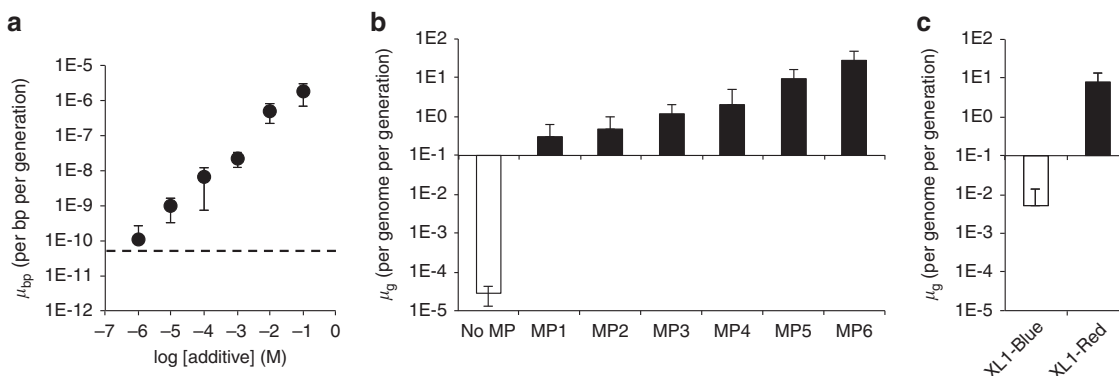 a
μbp (per bp per generation)
1E-5
1E-6
1E-7
1E-8
1E-9
1E-10
1E-11
1E-12
–7 –6 –5 –4 –3 –2 –1 0
log [additive] (M)
b
μg (per genome per generation)
1E2
1E1
1E0
1E-1
1E-2
1E-3
1E-4
1E-5
No MP MP1 MP2 MP3 MP4 MP5 MP6
c
μg (per genome per generation)
1E2
1E1
1E0
1E-1
1E-2
1E-3
1E-4
1E-5
XL1-Blue
XL1-Red